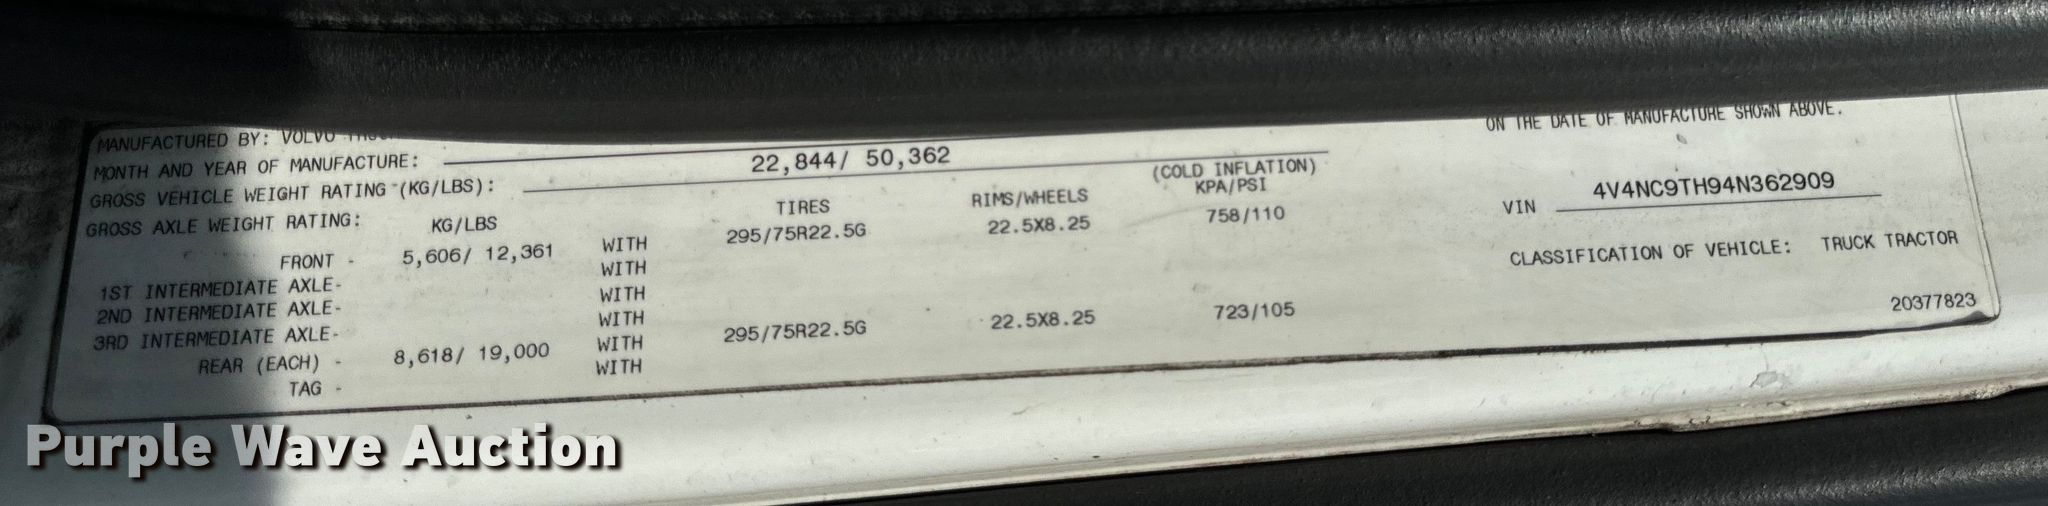 MANUFACTURED BY: VOLVO
ON THE DATE OF MANUFACTURE SHOWN ABOVE.
MONTH AND YEAR OF MANUFACTURE:
22,844/ 50,362
GROSS VEHICLE WEIGHT RATING (KG/LBS):
GROSS AXLE WEIGHT RATING: KG/LBS TIRES RIMS/WHEELS (COLD INFLATION) KPA/PSI
VIN 4V4NC9TH94N362909
FRONT - 5,606/ 12,361 WITH 295/75R22.5G 22.5X8.25 758/110
1ST INTERMEDIATE AXLE- WITH
CLASSIFICATION OF VEHICLE: TRUCK TRACTOR
2ND INTERMEDIATE AXLE- WITH
3RD INTERMEDIATE AXLE- WITH
REAR (EACH) - 8,618/ 19,000 WITH 295/75R22.5G 22.5X8.25 723/105
TAG - WITH
20377823
Purple Wave Auction